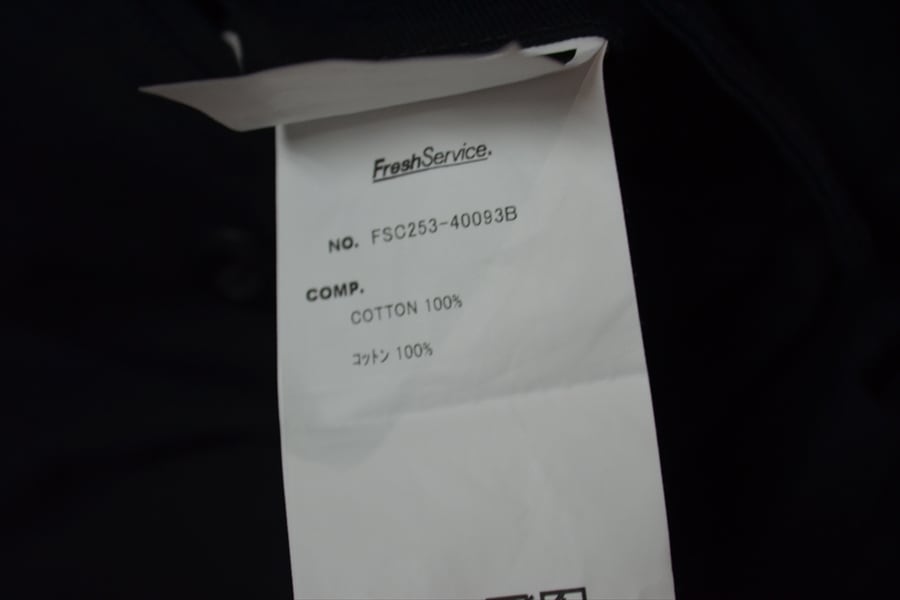 FreshService.
NO. FSC253-40093B
COMP.
COTTON 100%
コットン 100%